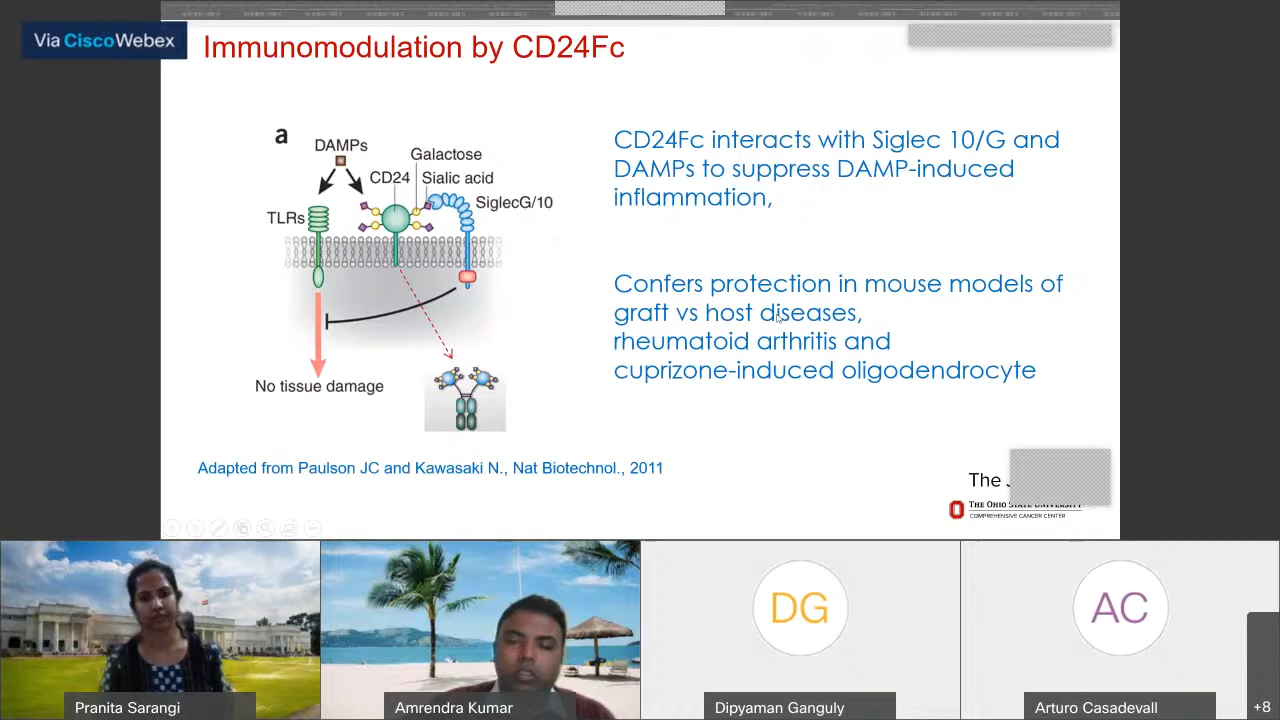 Via Cisco Webex
Immunomodulation by CD24Fc
a
DAMPs
Galactose
CD24
Sialic acid
SiglecG/10
TLRs
No tissue damage
CD24Fc interacts with Siglec 10/G and
DAMPs to suppress DAMP-induced
inflammation,
Confers protection in mouse models of
graft vs host diseases,
rheumatoid arthritis and
cuprizone-induced oligodendrocyte
Adapted from Paulson JC and Kawasaki N., Nat Biotechnol., 2011
The
THE OHIO STATE UNIVERSITY
COMPREHENSIVE CANCER CENTER
DG
AC
Pranita Sarangi
Amrendra Kumar
Dipyaman Ganguly
Arturo Casadevall
+8